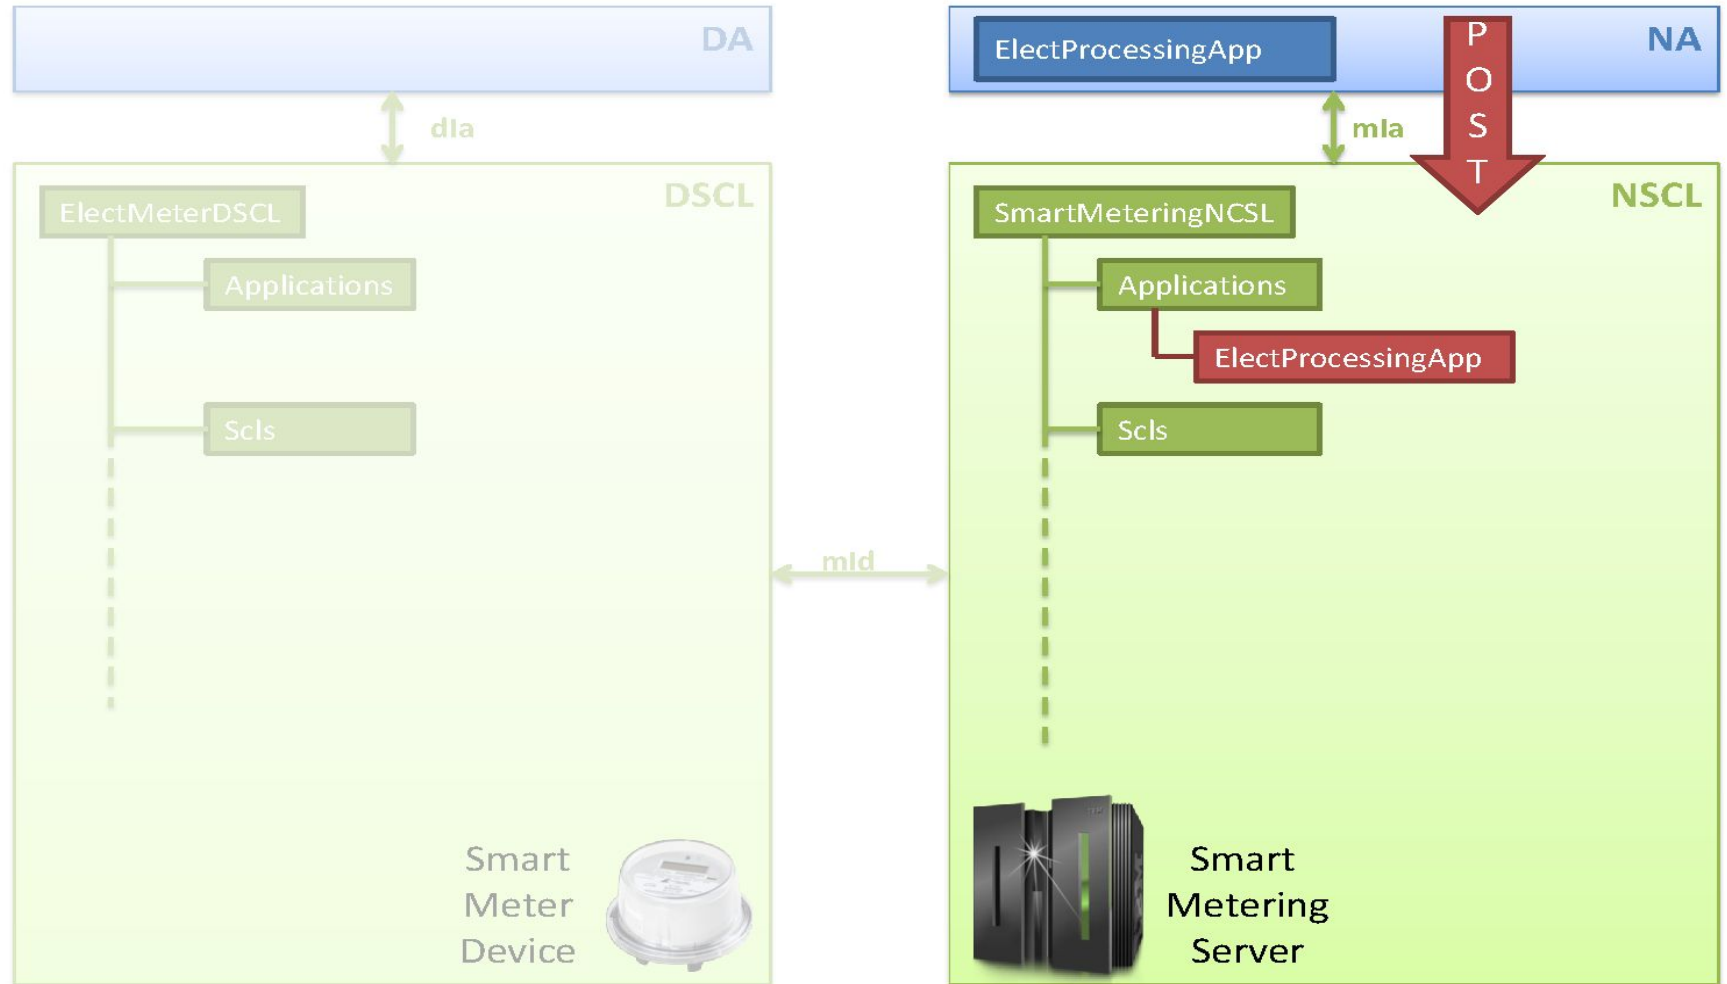 DA
dIa
DSCL
ElectMeterDSCL
Applications
Scls
Smart
Meter
Device
mId
ElectProcessingApp
NA
P
O
S
T
mIa
NSCL
SmartMeteringNCSL
Applications
ElectProcessingApp
Scls
Smart
Metering
Server